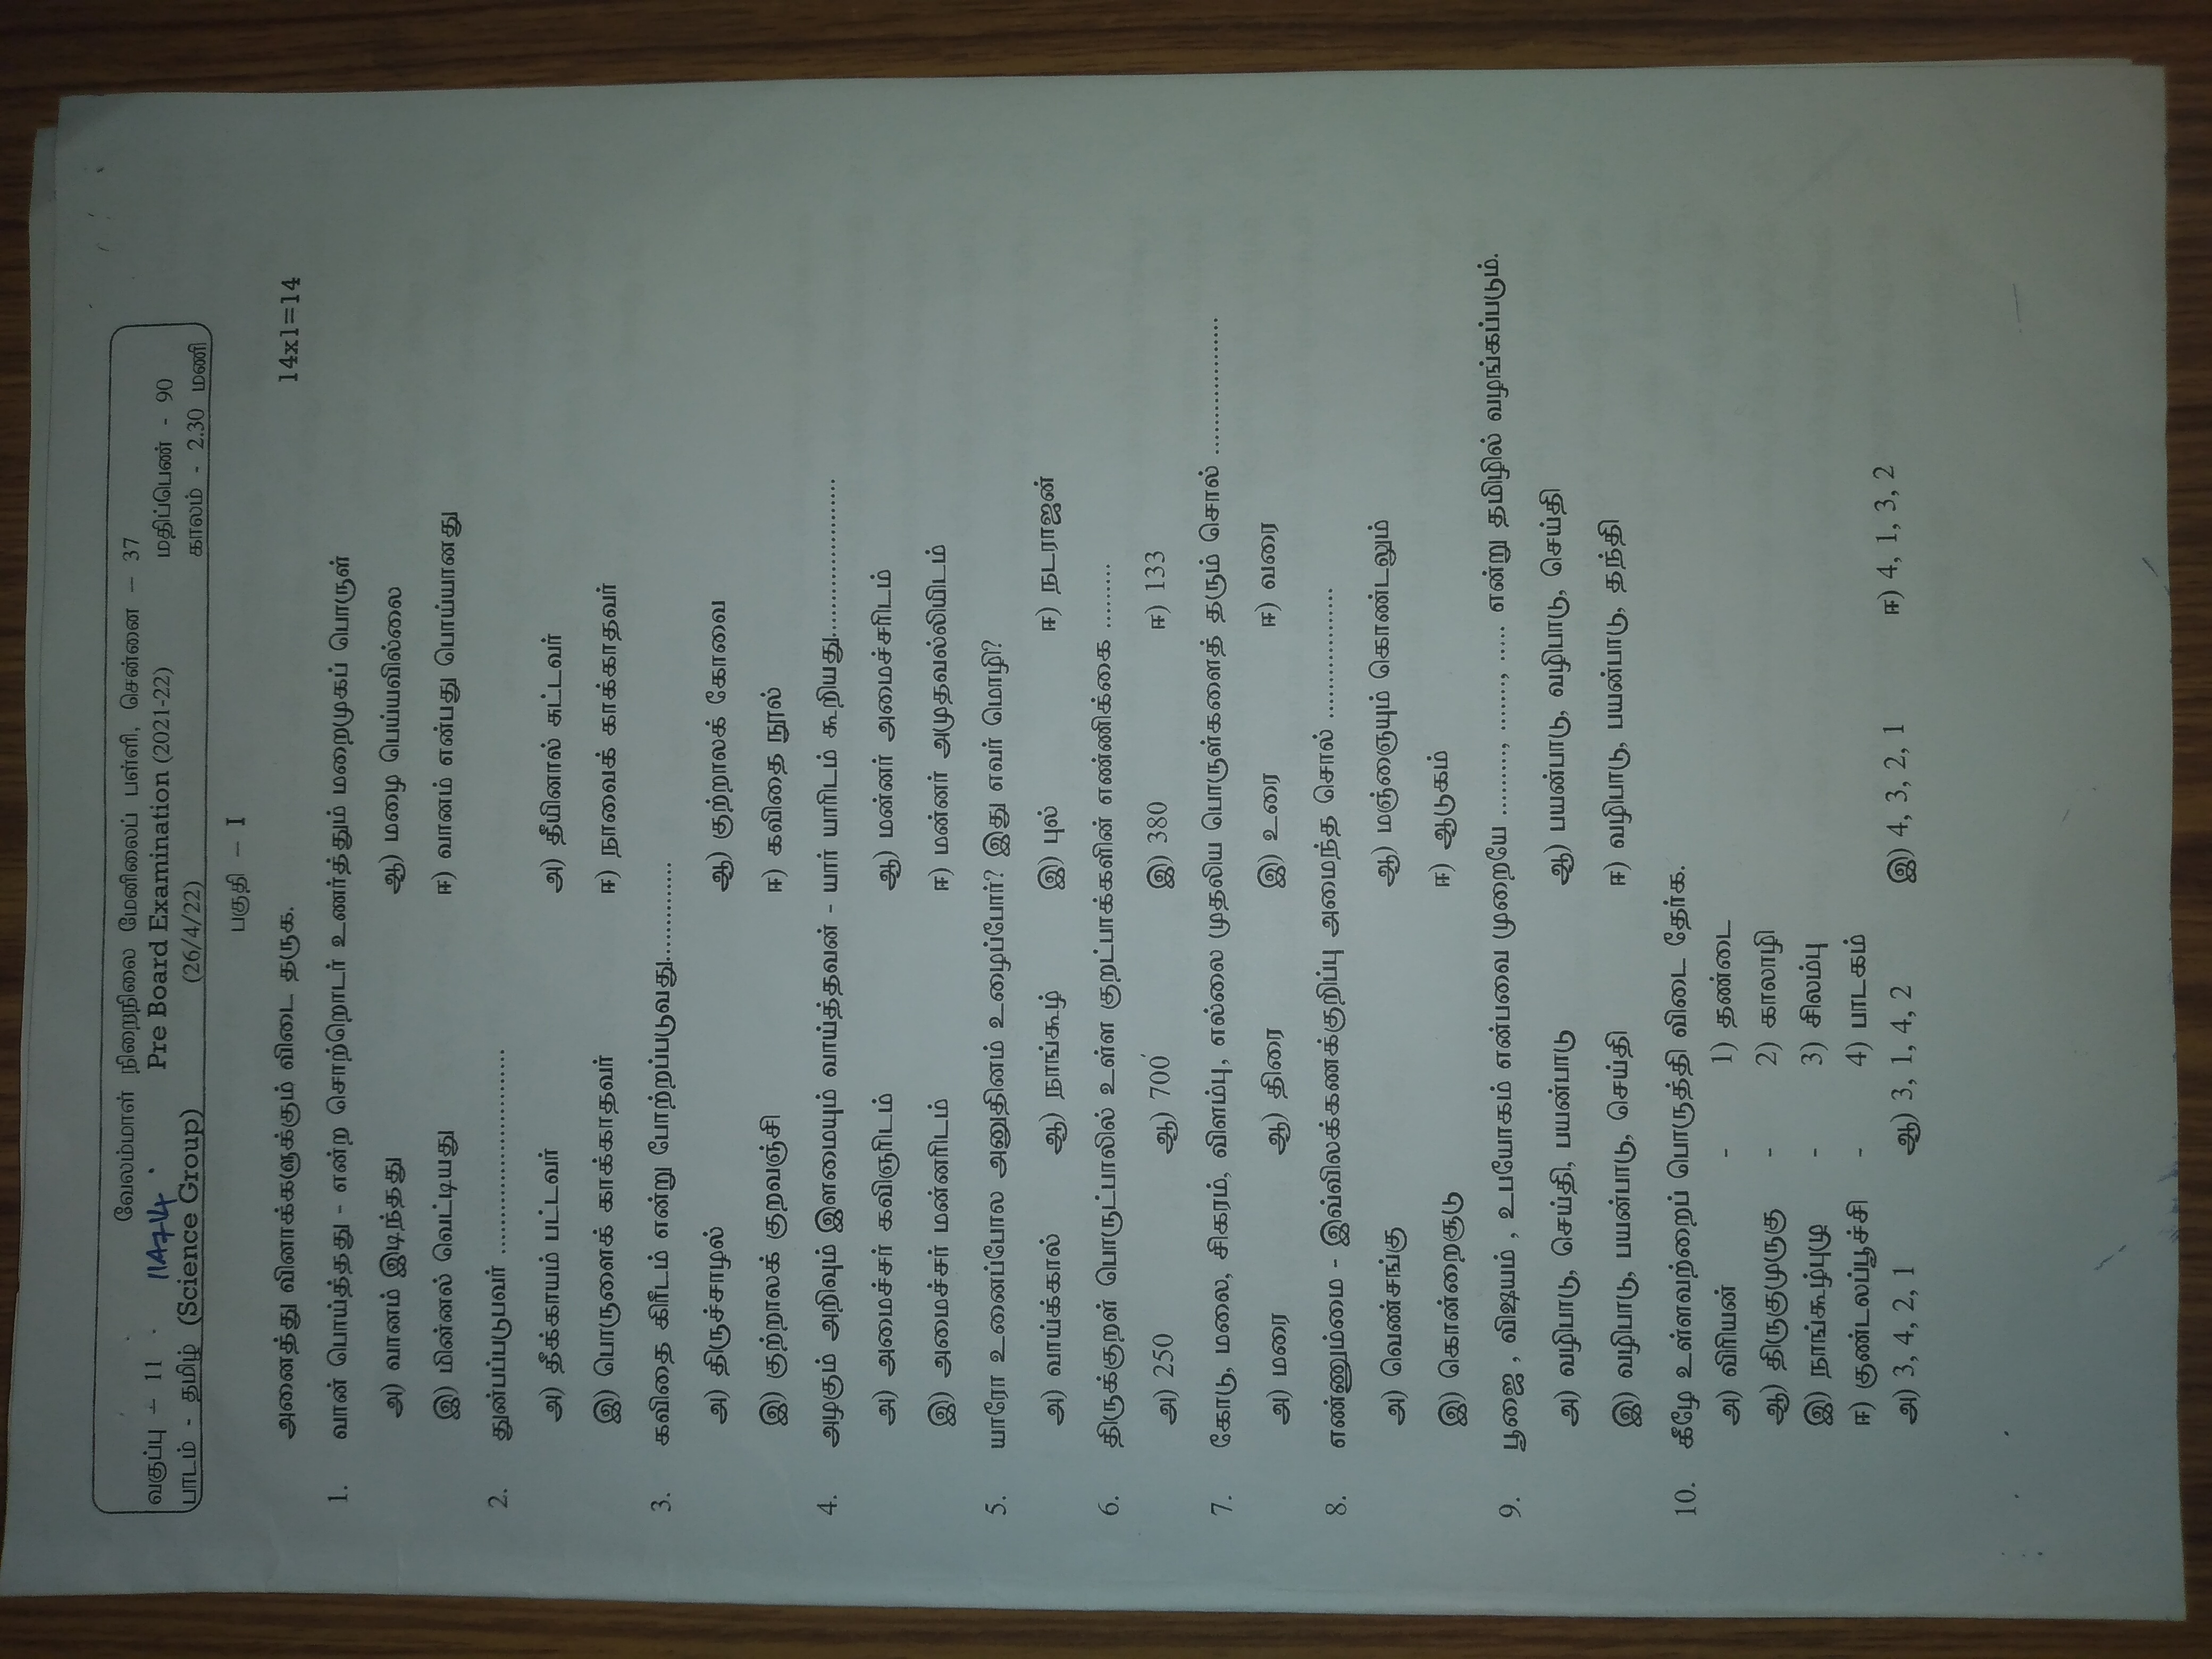 வேலம்மாள் நிறைநிலை மேனிலைப் பள்ளி, சென்னை – 37
வகுப்பு – 11 11A714 Pre Board Examination (2021-22) மதிப்பெண் - 90
பாடம் - தமிழ் (Science Group) (26/4/22) காலம் - 2.30 மணி
பகுதி – I
அனைத்து வினாக்களுக்கும் விடை தருக. 14x1=14
1. வான் பொய்த்தது - என்ற சொற்றொடர் உணர்த்தும் மறைமுகப் பொருள்
அ) வானம் இடிந்தது ஆ) மழை பெய்யவில்லை
இ) மின்னல் வெட்டியது ஈ) வானம் என்பது பொய்யானது
2. துன்பப்படுபவர் ............................
அ) தீக்காயம் பட்டவர் அ) தீயினால் சுட்டவர்
இ) பொருளைக் காக்காதவர் ஈ) நாவைக் காக்காதவர்
3. கவிதை கிரீடம் என்று போற்றப்படுவது..............
அ) திருச்சாழல் ஆ) குற்றாலக் கோவை
இ) குற்றாலக் குறவஞ்சி ஈ) கவிதை நூல்
4. அழகும் அறிவும் இளமையும் வாய்த்தவன் - யார் யாரிடம் கூறியது......................
அ) அமைச்சர் கவிஞரிடம் ஆ) மன்னர் அமைச்சரிடம்
இ) அமைச்சர் மன்னரிடம் ஈ) மன்னர் அமுதவல்லியிடம்
5. யாரோ உனைப்போல அனுதினம் உழைப்போர்? இது எவர் மொழி?
அ) வாய்க்கால் ஆ) நாங்கூழ் இ) புல் ஈ) நடராஜன்
6. திருக்குறள் பொருட்பாலில் உள்ள குறட்பாக்களின் எண்ணிக்கை .........
அ) 250 ஆ) 700 இ) 380 ஈ) 133
7. கோடு, மலை, சிகரம், விளம்பு, எல்லை முதலிய பொருள்களைத் தரும் சொல் ...................
அ) மரை ஆ) திரை இ) உரை ஈ) வரை
8. எண்ணும்மை - இவ்விலக்கணக்குறிப்பு அமைந்த சொல் ..................
அ) வெண்சங்கு ஆ) மஞ்ஞையும் கொண்டலும்
இ) கொன்றைசூடு ஈ) ஆடுகம்
9. பூஜை , விஷயம் , உபயோகம் என்பவை முறையே ........., ......., ..... என்று தமிழில் வழங்கப்படும்.
அ) வழிபாடு, செய்தி, பயன்பாடு ஆ) பயன்பாடு, வழிபாடு, செய்தி
இ) வழிபாடு, பயன்பாடு, செய்தி ஈ) வழிபாடு, பயன்பாடு, தந்தி
10. கீழே உள்ளவற்றைப் பொருத்தி விடை தேர்க.
அ) விரியன் - 1) தண்டை
ஆ) திருகுமுருகு - 2) காலாழி
இ) நாங்கூழ்புழு - 3) சிலம்பு
ஈ) குண்டலப்பூச்சி - 4) பாடகம்
அ) 3, 4, 2, 1 ஆ) 3, 1, 4, 2 இ) 4, 3, 2, 1 ஈ) 4, 1, 3, 2